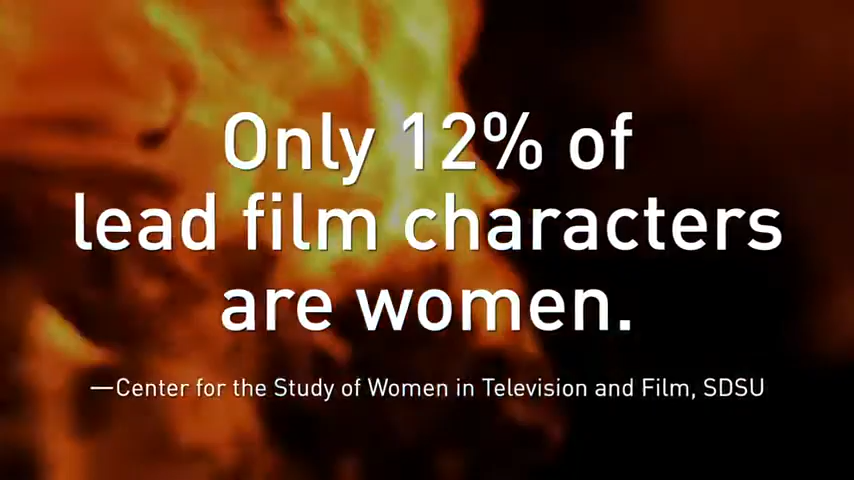 Only 12% of
lead film characters
are women.
—Center for the Study of Women in Television and Film, SDSU